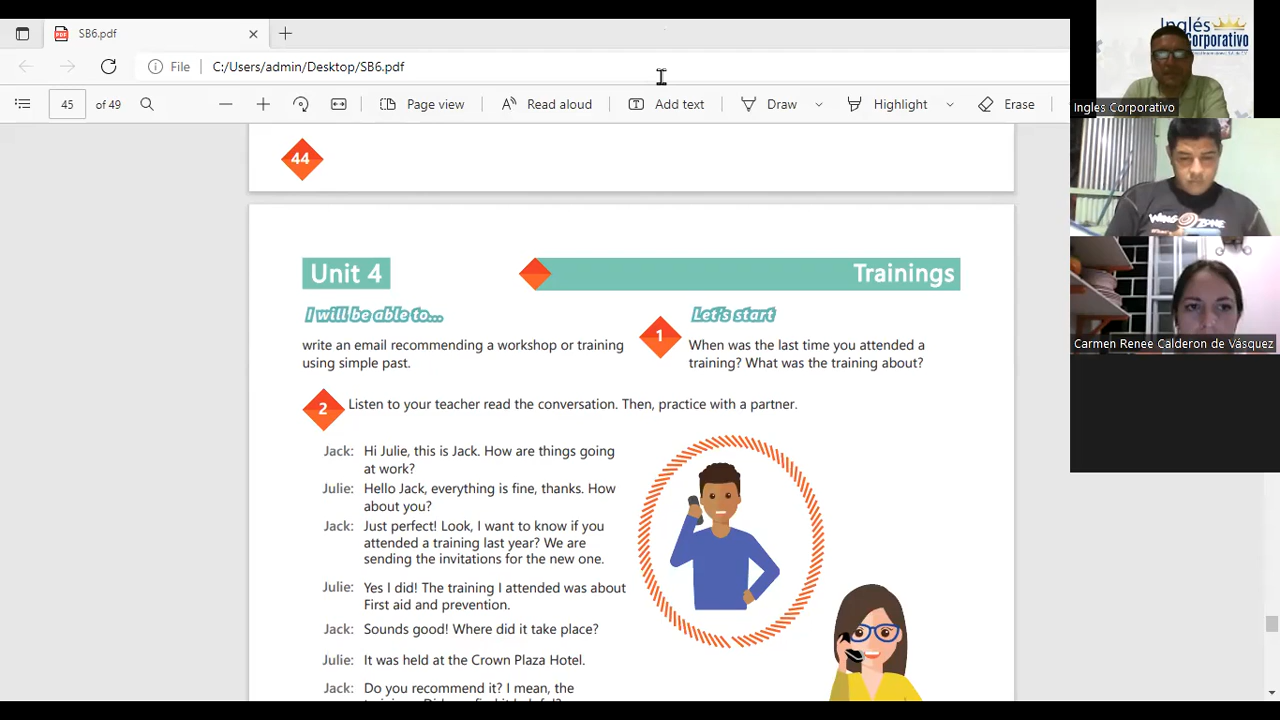 SB6.pdf
File C:/Users/admin/Desktop/SB6.pdf
45 of 49 Page view Read aloud Add text Draw Highlight Erase
44
Unit 4 Trainings
I will be able to...
write an email recommending a workshop or training
using simple past.
Let's start
1 When was the last time you attended a
training? What was the training about?
2 Listen to your teacher read the conversation. Then, practice with a partner.
Jack: Hi Julie, this is Jack. How are things going
at work?
Julie: Hello Jack, everything is fine, thanks. How
about you?
Jack: Just perfect! Look, I want to know if you
attended a training last year? We are
sending the invitations for the new one.
Julie: Yes I did! The training I attended was about
First aid and prevention.
Jack: Sounds good! Where did it take place?
Julie: It was held at the Crown Plaza Hotel.
Jack: Do you recommend it? I mean, the
Inglés
Corporativo
Ingles Corporativo
WING ZONE
Carmen Renee Calderon de Vásquez